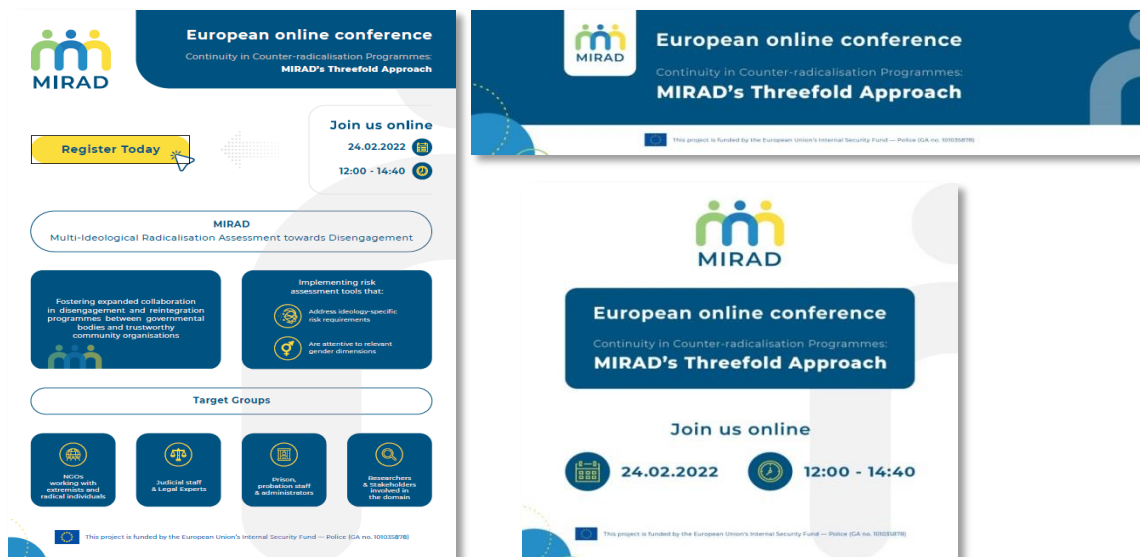 MIRAD
European online conference
Continuity in Counter-radicalisation Programmes:
MIRAD's Threefold Approach
Register Today
Join us online
24.02.2022
12:00 - 14:40
MIRAD
Multi-Ideological Radicalisation Assessment towards Disengagement
Fostering expanded collaboration
in disengagement and reintegration
programmes between governmental
bodies and trustworthy
community organisations
Implementing risk
assessment tools that:
Address ideology-specific
risk requirements
Are attentive to relevant
gender dimensions
Target Groups
NGOs
working with
extremists and
radical individuals
Judicial staff
& Legal Experts
Prison,
probation staff
& administrators
Researchers
& Stakeholders
involved in
the domain
This project is funded by the European Union's Internal Security Fund — Police (GA no. 101035878)
MIRAD
European online conference
Continuity in Counter-radicalisation Programmes:
MIRAD's Threefold Approach
This project is funded by the European Union's Internal Security Fund — Police (GA no. 101035878)
MIRAD
European online conference
Continuity in Counter-radicalisation Programmes:
MIRAD's Threefold Approach
Join us online
24.02.2022
12:00 - 14:40
This project is funded by the European Union's Internal Security Fund — Police (GA no. 101035878)